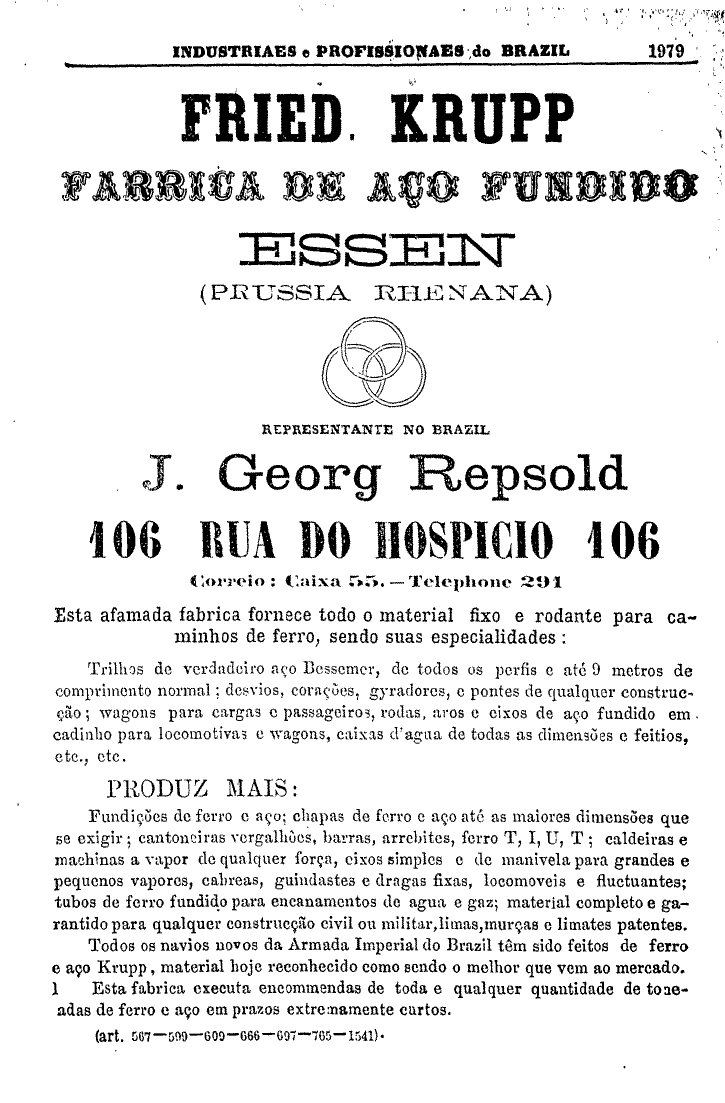 INDUSTRIAES e PROFISSIONAES do BRAZIL 1979
FRIED. KRUPP
FABRICA DE AÇO FUNDIDO
ESSEN
(PRUSSIA RHENANA)
REPRESENTANTE NO BRAZIL
J. Georg Repsold
106 RUA DO HOSPICIO 106
Correio: Caixa 55.—Telephone 291
Esta afamada fabrica fornece todo o material fixo e rodante para ca-
minhos de ferro, sendo suas especialidades:
Trilhos de verdadeiro aço Bessemer, de todos os perfis e até 9 metros de
comprimento normal; desvios, corações, gyradores, e pontes de qualquer construc-
ção; wagons para cargas e passageiros, rodas, aros e eixos de aço fundido em
cadinho para locomotivas e wagons, caixas d'agua de todas as dimensões e feitios,
etc., etc.
PRODUZ MAIS:
Fundições de ferro e aço; chapas de ferro e aço até as maiores dimensões que
se exigir; cantoneiras vergalhões, barras, arrebites, ferro T, I, U, T; caldeiras e
machinas a vapor de qualquer força, eixos simples e de manivela para grandes e
pequenos vapores, cabreas, guindastes e dragas fixas, locomoveis e fluctuantes;
tubos de ferro fundido para encanamentos de agua e gaz; material completo e ga-
rantido para qualquer construcção civil ou militar, limas, murças e limates patentes.
Todos os navios novos da Armada Imperial do Brazil têm sido feitos de ferro
e aço Krupp, material hoje reconhecido como sendo o melhor que vem ao mercado.
l Esta fabrica executa encommendas de toda e qualquer quantidade de tone-
adas de ferro e aço em prazos extremamente curtos.
(art. 567—599—609—666—697—765—1541).